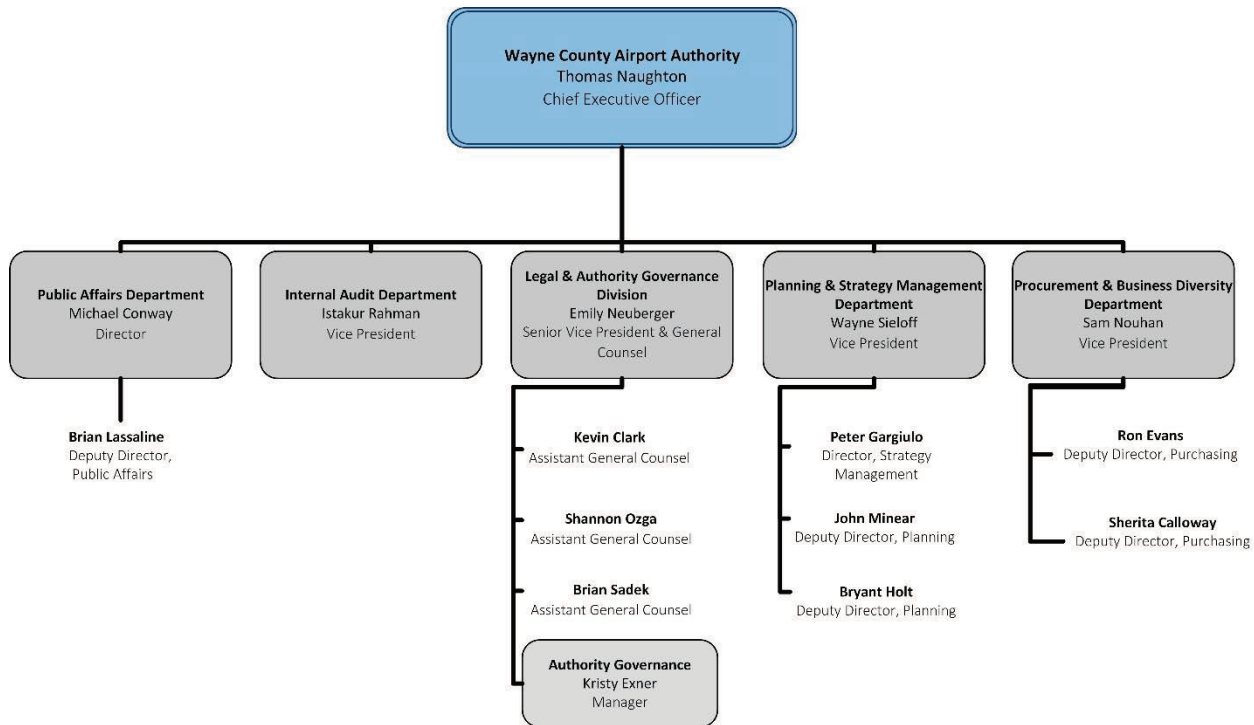 Wayne County Airport Authority
Thomas Naughton
Chief Executive Officer
Public Affairs Department
Michael Conway
Director
Internal Audit Department
Istakur Rahman
Vice President
Legal & Authority Governance
Division
Emily Neuberger
Senior Vice President & General
Counsel
Planning & Strategy Management
Department
Wayne Sieloff
Vice President
Procurement & Business Diversity
Department
Sam Nouhan
Vice President
Brian Lassaline
Deputy Director,
Public Affairs
Kevin Clark
Assistant General Counsel
Shannon Ozga
Assistant General Counsel
Brian Sadek
Assistant General Counsel
Authority Governance
Kristy Exner
Manager
Peter Gargiulo
Director, Strategy
Management
John Minear
Deputy Director, Planning
Bryant Holt
Deputy Director, Planning
Ron Evans
Deputy Director, Purchasing
Sherita Calloway
Deputy Director, Purchasing